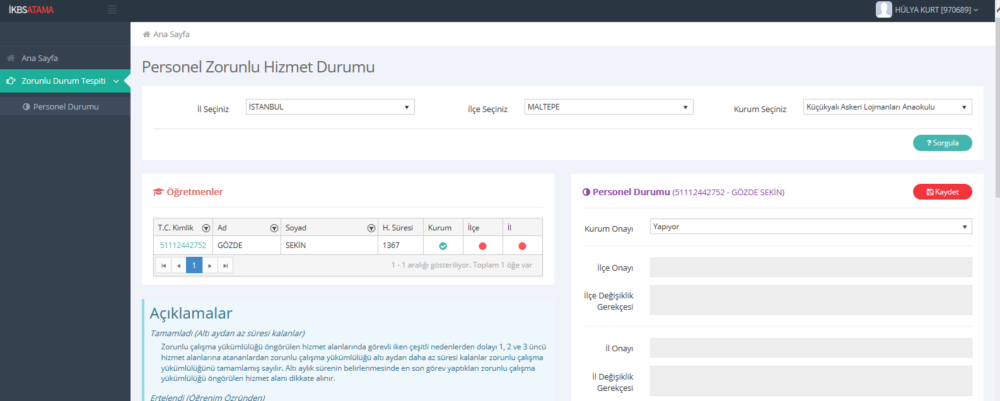 İKBSATAMA
HÜLYA KURT [970689]
Ana Sayfa
Ana Sayfa
Zorunlu Durum Tespiti
Personel Durumu
Personel Zorunlu Hizmet Durumu
İl Seçiniz İSTANBUL İlçe Seçiniz MALTEPE Kurum Seçiniz Küçükyalı Askeri Lojmanları Anaokulu
? Sorgula
Öğretmenler
T.C. Kimlik Ad Soyad H. Süresi Kurum İlçe İl
51112442752 GÖZDE SEKİN 1367
1 1 - 1 aralığı gösteriliyor. Toplam 1 öğe var
Açıklamalar
Tamamladı (Altı aydan az süresi kalanlar)
Zorunlu çalışma yükümlülüğü öngörülen hizmet alanlarında görevli iken çeşitli nedenlerden dolayı 1, 2 ve 3 üncü
hizmet alanlarına atananlardan zorunlu çalışma yükümlülüğü altı aydan daha az süresi kalanlar zorunlu çalışma
yükümlülüğünü tamamlamış sayılır. Altı aylık sürenin belirlenmesinde en son görev yaptıkları zorunlu çalışma
yükümlülüğü öngörülen hizmet alanı dikkate alınır.
Ertelendi (Öğrenim Özründen)
Personel Durumu (51112442752 - GÖZDE SEKİN)
Kaydet
Kurum Onayı Yapıyor
İlçe Onayı
İlçe Değişiklik
Gerekçesi
İl Onayı
İl Değişiklik
Gerekçesi